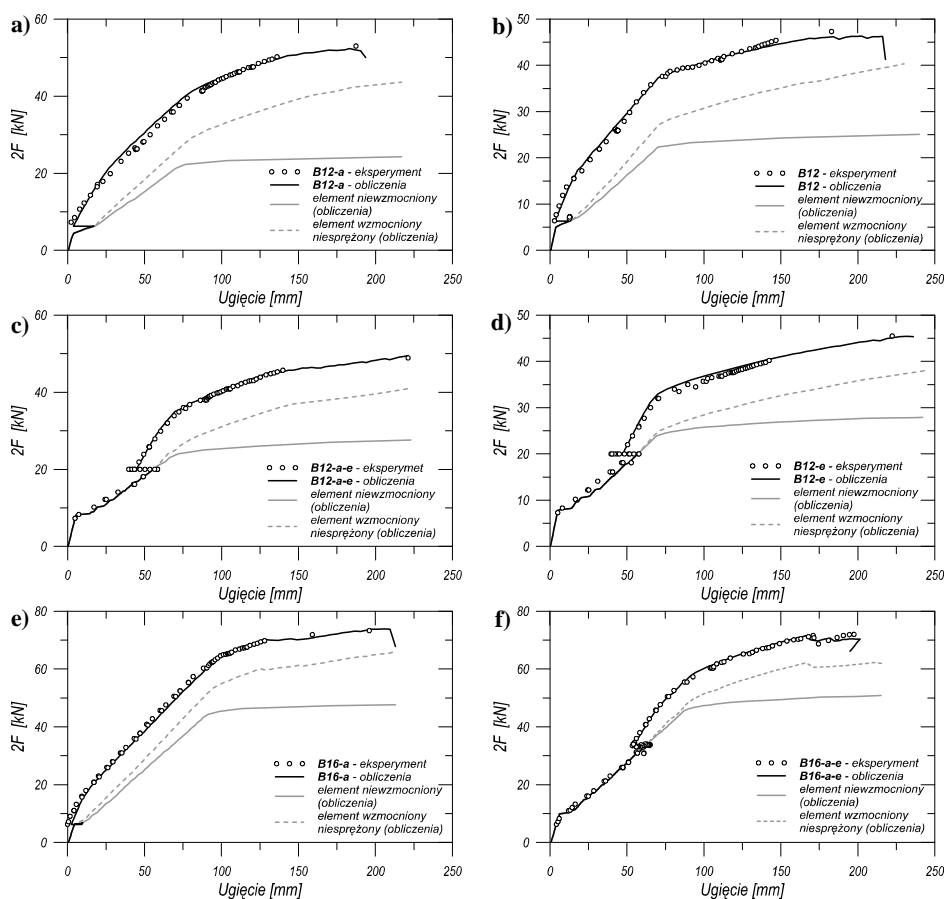 a)
2F [kN]
60
40
20
0
B12-a - eksperyment
B12-a - obliczenia
element niewzmocniony
(obliczenia)
element wzmocniony
niesprężony (obliczenia)
0 50 100 150 200 250
Ugięcie [mm]
b)
2F [kN]
50
40
30
20
10
0
B12 - eksperyment
B12 - obliczenia
element niewzmocniony
(obliczenia)
element wzmocniony
niesprężony (obliczenia)
0 50 100 150 200 250
Ugięcie [mm]
c)
2F [kN]
60
40
20
0
B12-a-e - eksperymet
B12-a-e - obliczenia
element niewzmocniony
(obliczenia)
element wzmocniony
niesprężony (obliczenia)
0 50 100 150 200 250
Ugięcie [mm]
d)
2F [kN]
50
40
30
20
10
0
B12-e - eksperyment
B12-e - obliczenia
element niewzmocniony
(obliczenia)
element wzmocniony
niesprężony (obliczenia)
0 25 50 75 100 125 150 175 200 225 250
Ugięcie [mm]
e)
2F [kN]
80
60
40
20
0
B16-a - eksperyment
B16-a - obliczenia
element niewzmocniony
(obliczenia)
element wzmocniony
niesprężony (obliczenia)
0 50 100 150 200 250
Ugięcie [mm]
f)
2F [kN]
80
60
40
20
0
B16-a-e - eksperyment
B16-a-e - obliczenia
element niewzmocniony
(obliczenia)
element wzmocniony
niesprężony (obliczenia)
0 50 100 150 200 250
Ugięcie [mm]